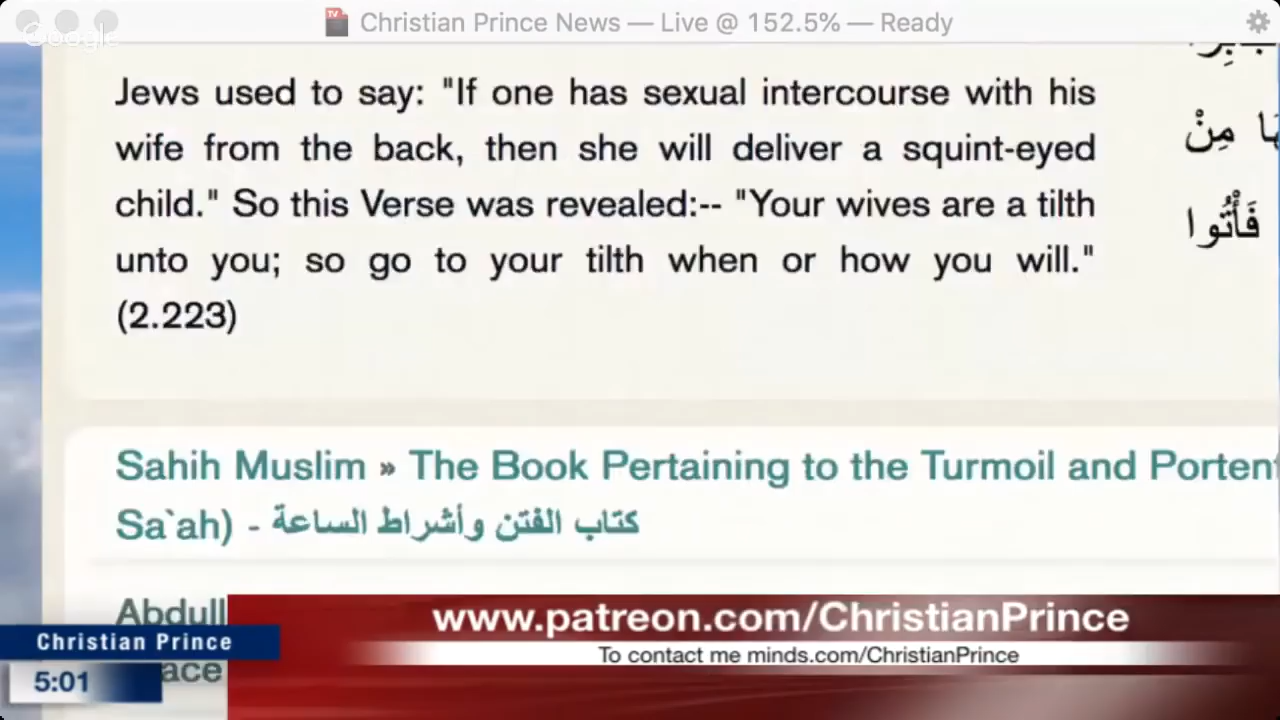 Christian Prince News — Live @ 152.5% — Ready
Google
TV
Jews used to say: "If one has sexual intercourse with his
wife from the back, then she will deliver a squint-eyed
child." So this Verse was revealed:-- "Your wives are a tilth
unto you; so go to your tilth when or how you will."
(2.223)
مِنْ
فَأْتُوا
Sahih Muslim » The Book Pertaining to the Turmoil and Portent
Sa`ah) - كتاب الفتن وأشراط الساعة
Abdull
ace
www.patreon.com/ChristianPrince
To contact me minds.com/ChristianPrince
Christian Prince
5:01